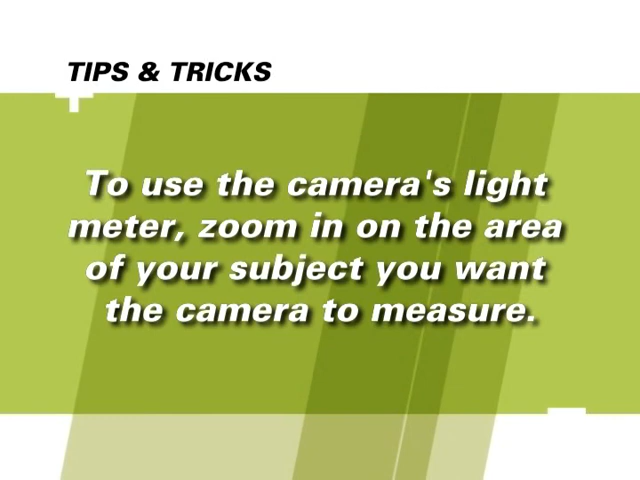 TIPS & TRICKS
To use the camera's light
meter, zoom in on the area
of your subject you want
the camera to measure.